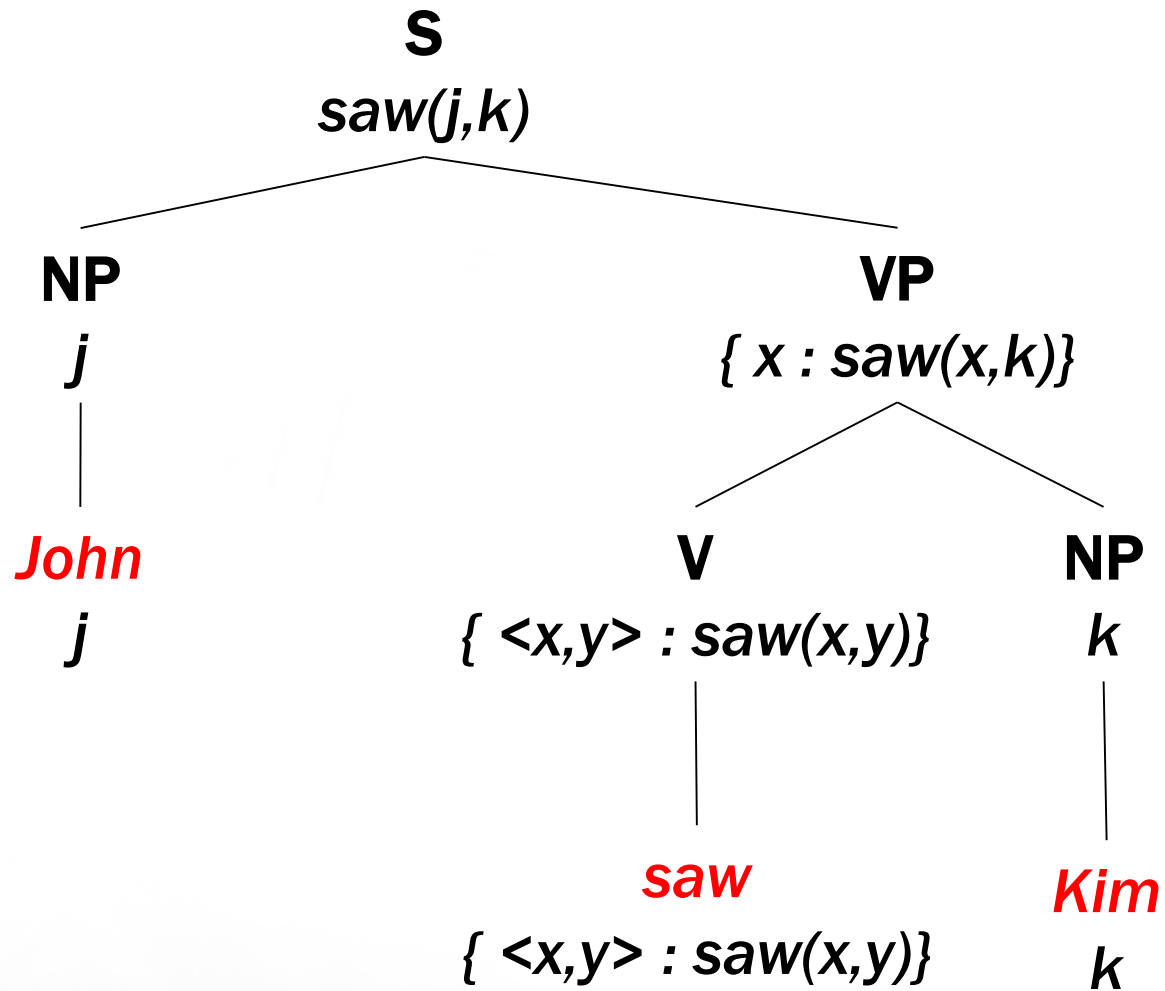 S
saw(j,k)
NP VP
j { x : saw(x,k)}
John V NP
j { <x,y> : saw(x,y)} k
saw Kim
{ <x,y> : saw(x,y)} k